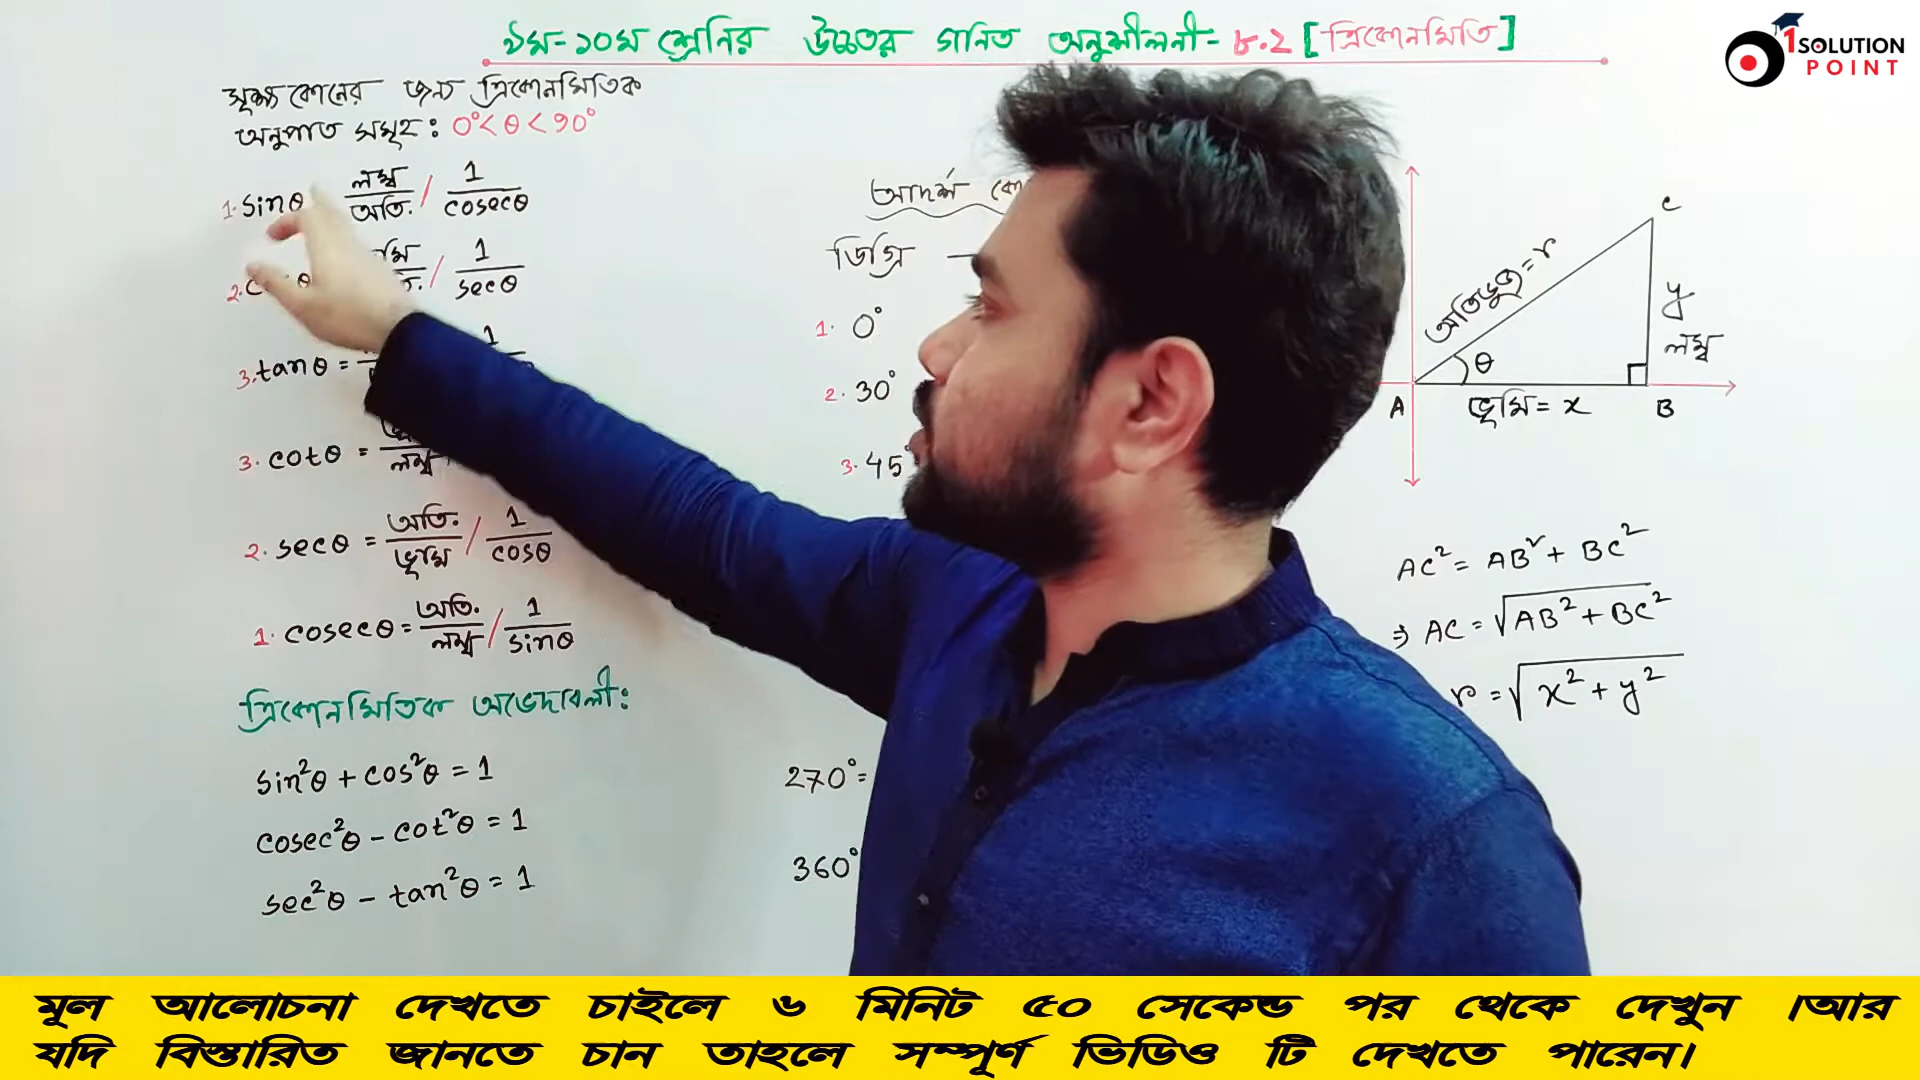 ৯ম-১০ম শ্রেনির উচ্চতর গনিত অনুশীলনী-৮.২ [ত্রিকোনমিতি]
1 SOLUTION
POINT
সূক্ষ্ম কোনের জন্য ত্রিকোনমিতিক
অনুপাত সমূহ: 0°<θ<90°
1. sinθ লম্ব/অতি. / 1/cosecθ
2. / 1/secθ
3. tanθ = 1
3. cotθ = লম্ব
2. secθ = অতি./ভূমি / 1/cosθ
1. cosecθ = অতি./লম্ব / 1/sinθ
ত্রিকোনমিতিক অভেদাবলী:
sin²θ + cos²θ = 1
cosec²θ - cot²θ = 1
sec²θ - tan²θ = 1
আদর্শ
ডিগ্রি
1. 0°
2. 30°
3. 45°
270°=
360°
C
অতিভুজ = r
y
লম্ব
θ
A ভূমি = x B
AC² = AB² + BC²
⇒ AC = √AB² + BC²
r = √x² + y²
মূল আলোচনা দেখতে চাইলে ৬ মিনিট ৫০ সেকেন্ড পর থেকে দেখুন ।আর
যদি বিস্তারিত জানতে চান তাহলে সম্পূর্ণ ভিডিও টি দেখতে পারেন।